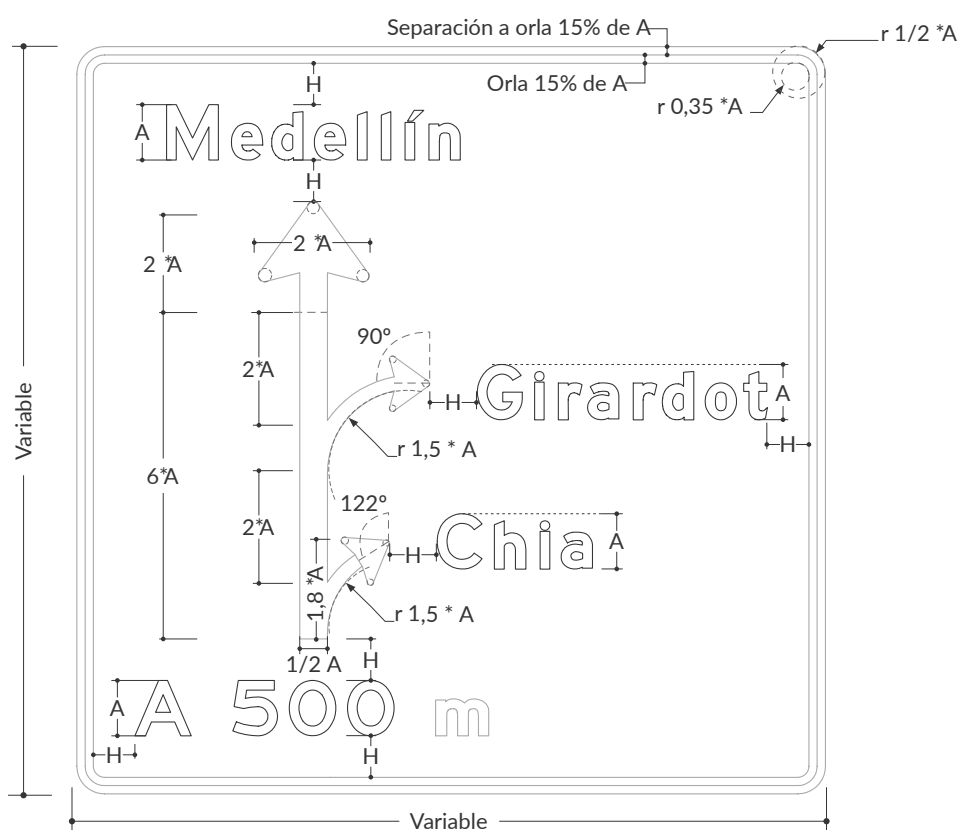 Separación a orla 15% de A
r 1/2 *A
Orla 15% de A
r 0,35 *A
H
A
Medellín
H
2 *A
2 *A
90º
2*A
H
Girardot
A
H
r 1,5 * A
Variable
6*A
122º
2*A
H
Chia
A
1,8 *A
r 1,5 * A
1/2 A
H
A
A 500 m
H
H
Variable